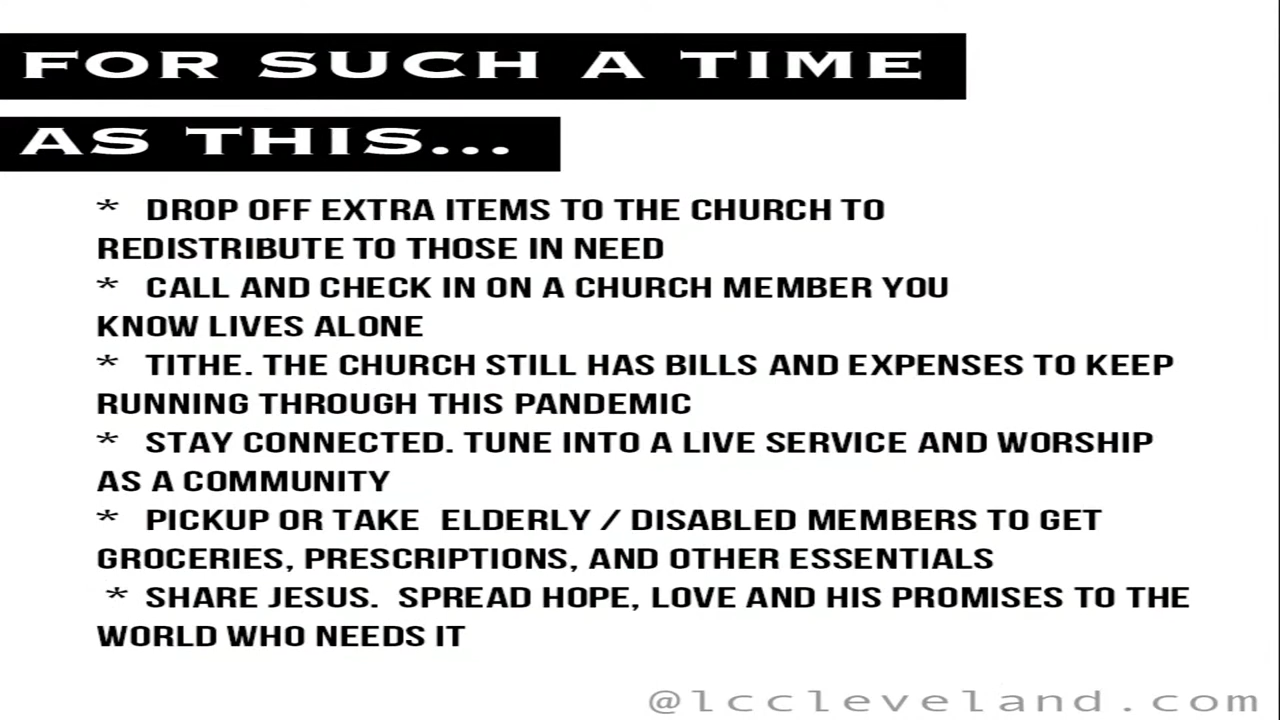 FOR SUCH A TIME
AS THIS...
* DROP OFF EXTRA ITEMS TO THE CHURCH TO
REDISTRIBUTE TO THOSE IN NEED
* CALL AND CHECK IN ON A CHURCH MEMBER YOU
KNOW LIVES ALONE
* TITHE. THE CHURCH STILL HAS BILLS AND EXPENSES TO KEEP
RUNNING THROUGH THIS PANDEMIC
* STAY CONNECTED. TUNE INTO A LIVE SERVICE AND WORSHIP
AS A COMMUNITY
* PICKUP OR TAKE ELDERLY / DISABLED MEMBERS TO GET
GROCERIES, PRESCRIPTIONS, AND OTHER ESSENTIALS
* SHARE JESUS. SPREAD HOPE, LOVE AND HIS PROMISES TO THE
WORLD WHO NEEDS IT
@lccleveland.com